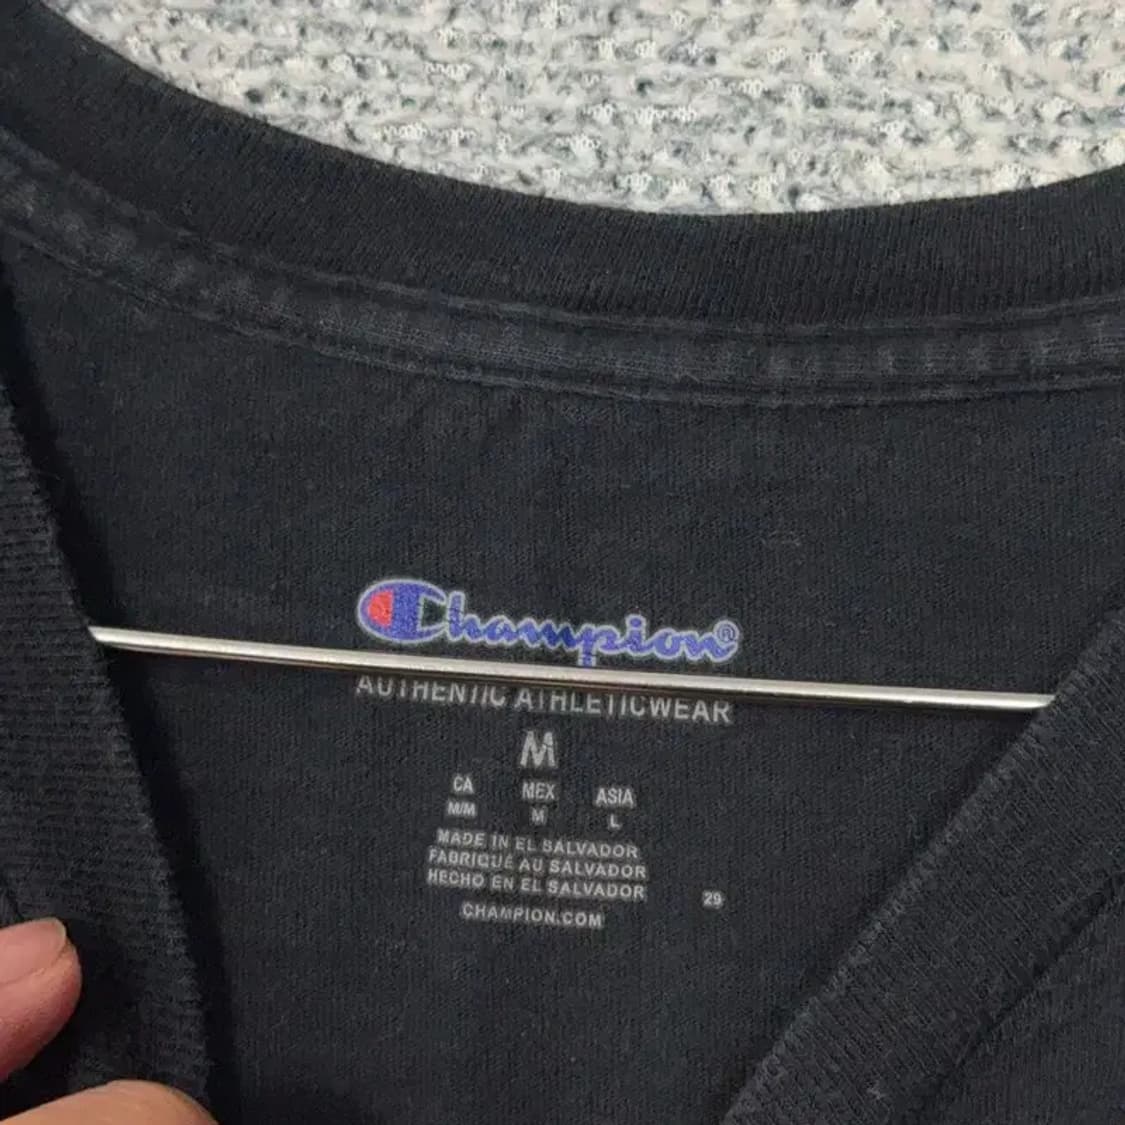 Champion®
AUTHENTIC ATHLETICWEAR
M
CA MEX ASIA
M/M M L
MADE IN EL SALVADOR
FABRIQUÉ AU SALVADOR
HECHO EN EL SALVADOR
29
CHAMPION.COM